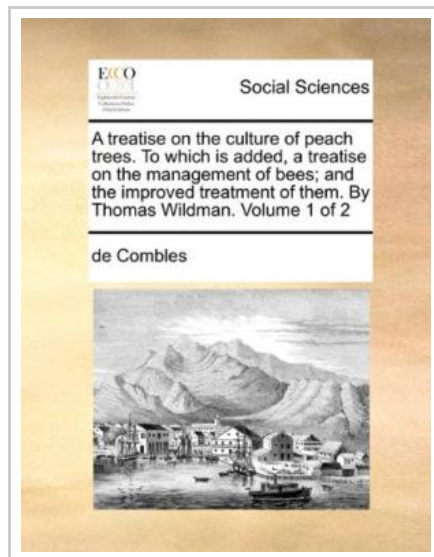 ECCO
Social Sciences
A treatise on the culture of peach
trees. To which is added, a treatise
on the management of bees; and
the improved treatment of them. By
Thomas Wildman. Volume 1 of 2
de Combles